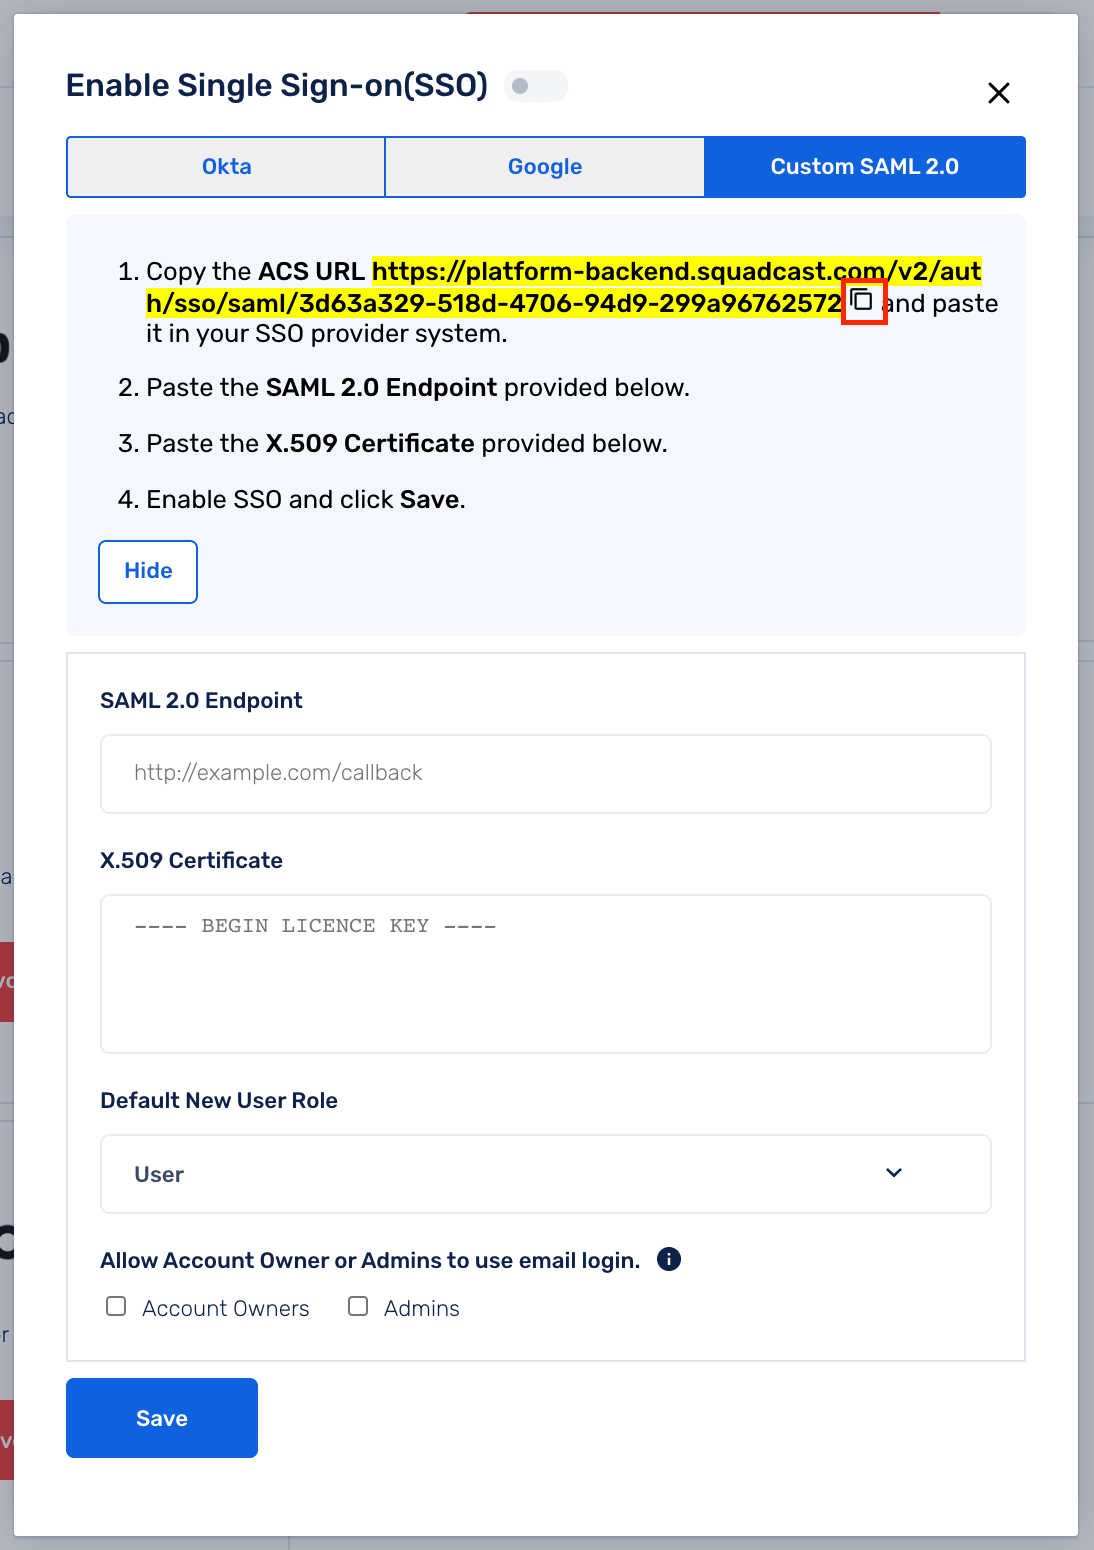 Enable Single Sign-on(SSO)
Okta
Google
Custom SAML 2.0
1. Copy the ACS URL https://platform-backend.squadcast.com/v2/aut
h/sso/saml/3d63a329-518d-4706-94d9-299a96762572 and paste
it in your SSO provider system.
2. Paste the SAML 2.0 Endpoint provided below.
3. Paste the X.509 Certificate provided below.
4. Enable SSO and click Save.
Hide
SAML 2.0 Endpoint
http://example.com/callback
X.509 Certificate
---- BEGIN LICENCE KEY ----
Default New User Role
User
Allow Account Owner or Admins to use email login.
Account Owners
Admins
Save